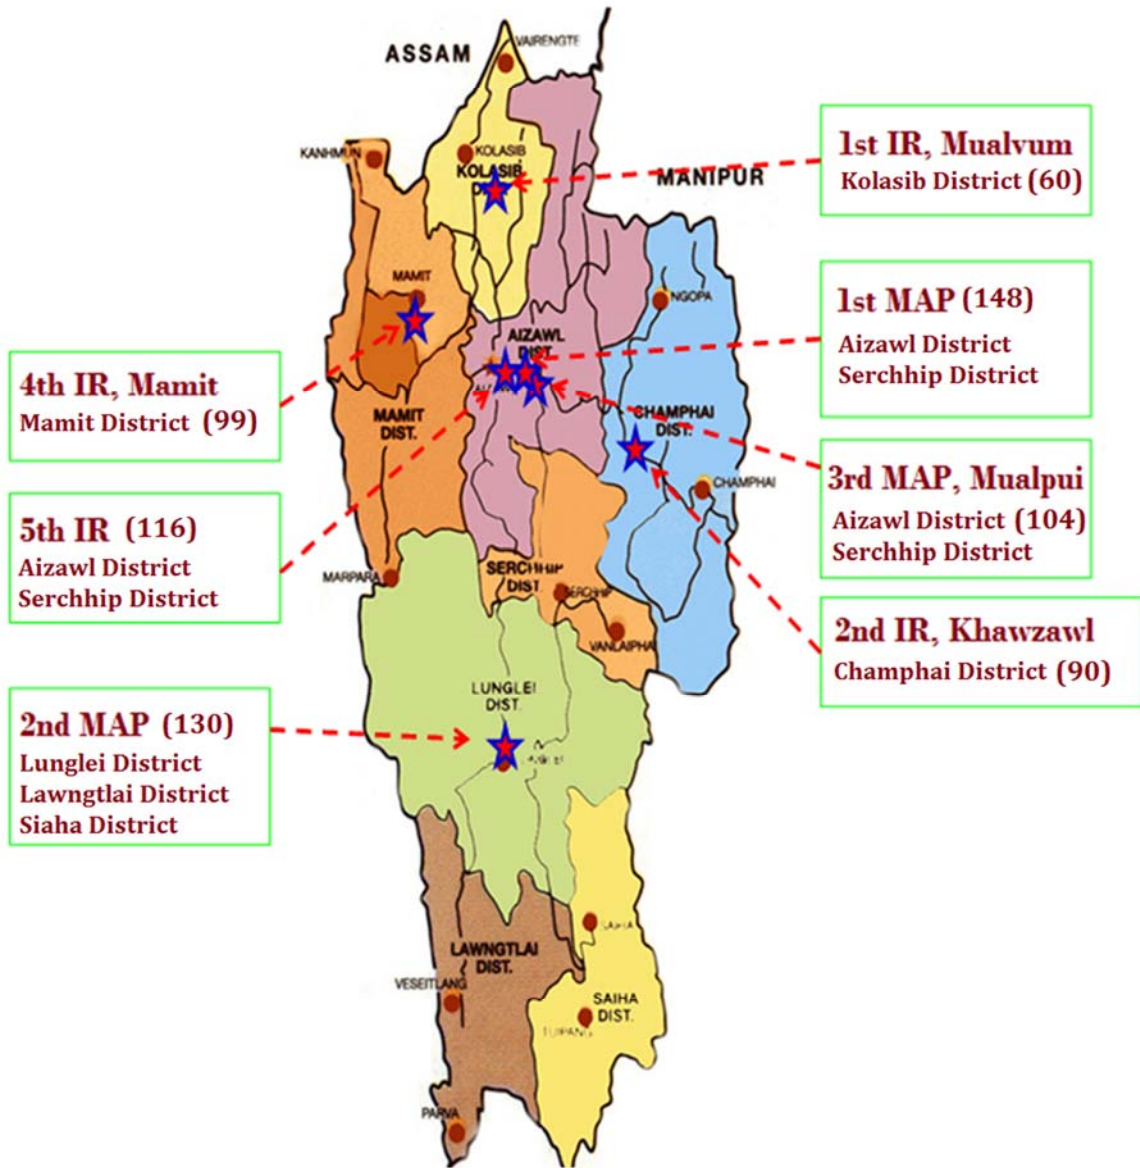 ASSAM
VAIRENGTE
KANHMUN
KOLASIB
KOLASIB
MANIPUR
1st IR, Mualvum
Kolasib District (60)
MAMIT
NGOPA
AIZAWL
DIST.
1st MAP (148)
Aizawl District
Serchhip District
4th IR, Mamit
Mamit District (99)
MAMIT
DIST.
CHAMPHAI
DIST.
CHAMPHAI
3rd MAP, Mualpui
Aizawl District (104)
Serchhip District
5th IR (116)
Aizawl District
Serchhip District
MARPARA
SERCHHIP
DIST.
SERCHHIP
VANLAIPHAI
2nd IR, Khawzawl
Champhai District (90)
LUNGLEI
DIST.
2nd MAP (130)
Lunglei District
Lawngtlai District
Siaha District
LAWNGTLAI
DIST.
VESEITLANG
SAIHA
DIST.
TUIPANG
PARVA